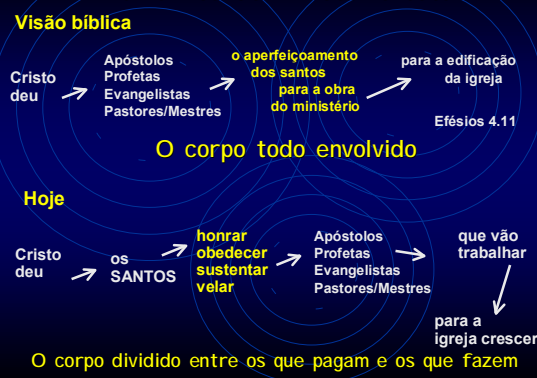 Visão bíblica
Cristo
deu
Apóstolos
Profetas
Evangelistas
Pastores/Mestres
o aperfeiçoamento
dos santos
para a obra
do ministério
para a edificação
da igreja
Efésios 4.11
O corpo todo envolvido
Hoje
Cristo
deu
os
SANTOS
honrar
obedecer
sustentar
velar
Apóstolos
Profetas
Evangelistas
Pastores/Mestres
que vão
trabalhar
para a
igreja crescer
O corpo dividido entre os que pagam e os que fazem